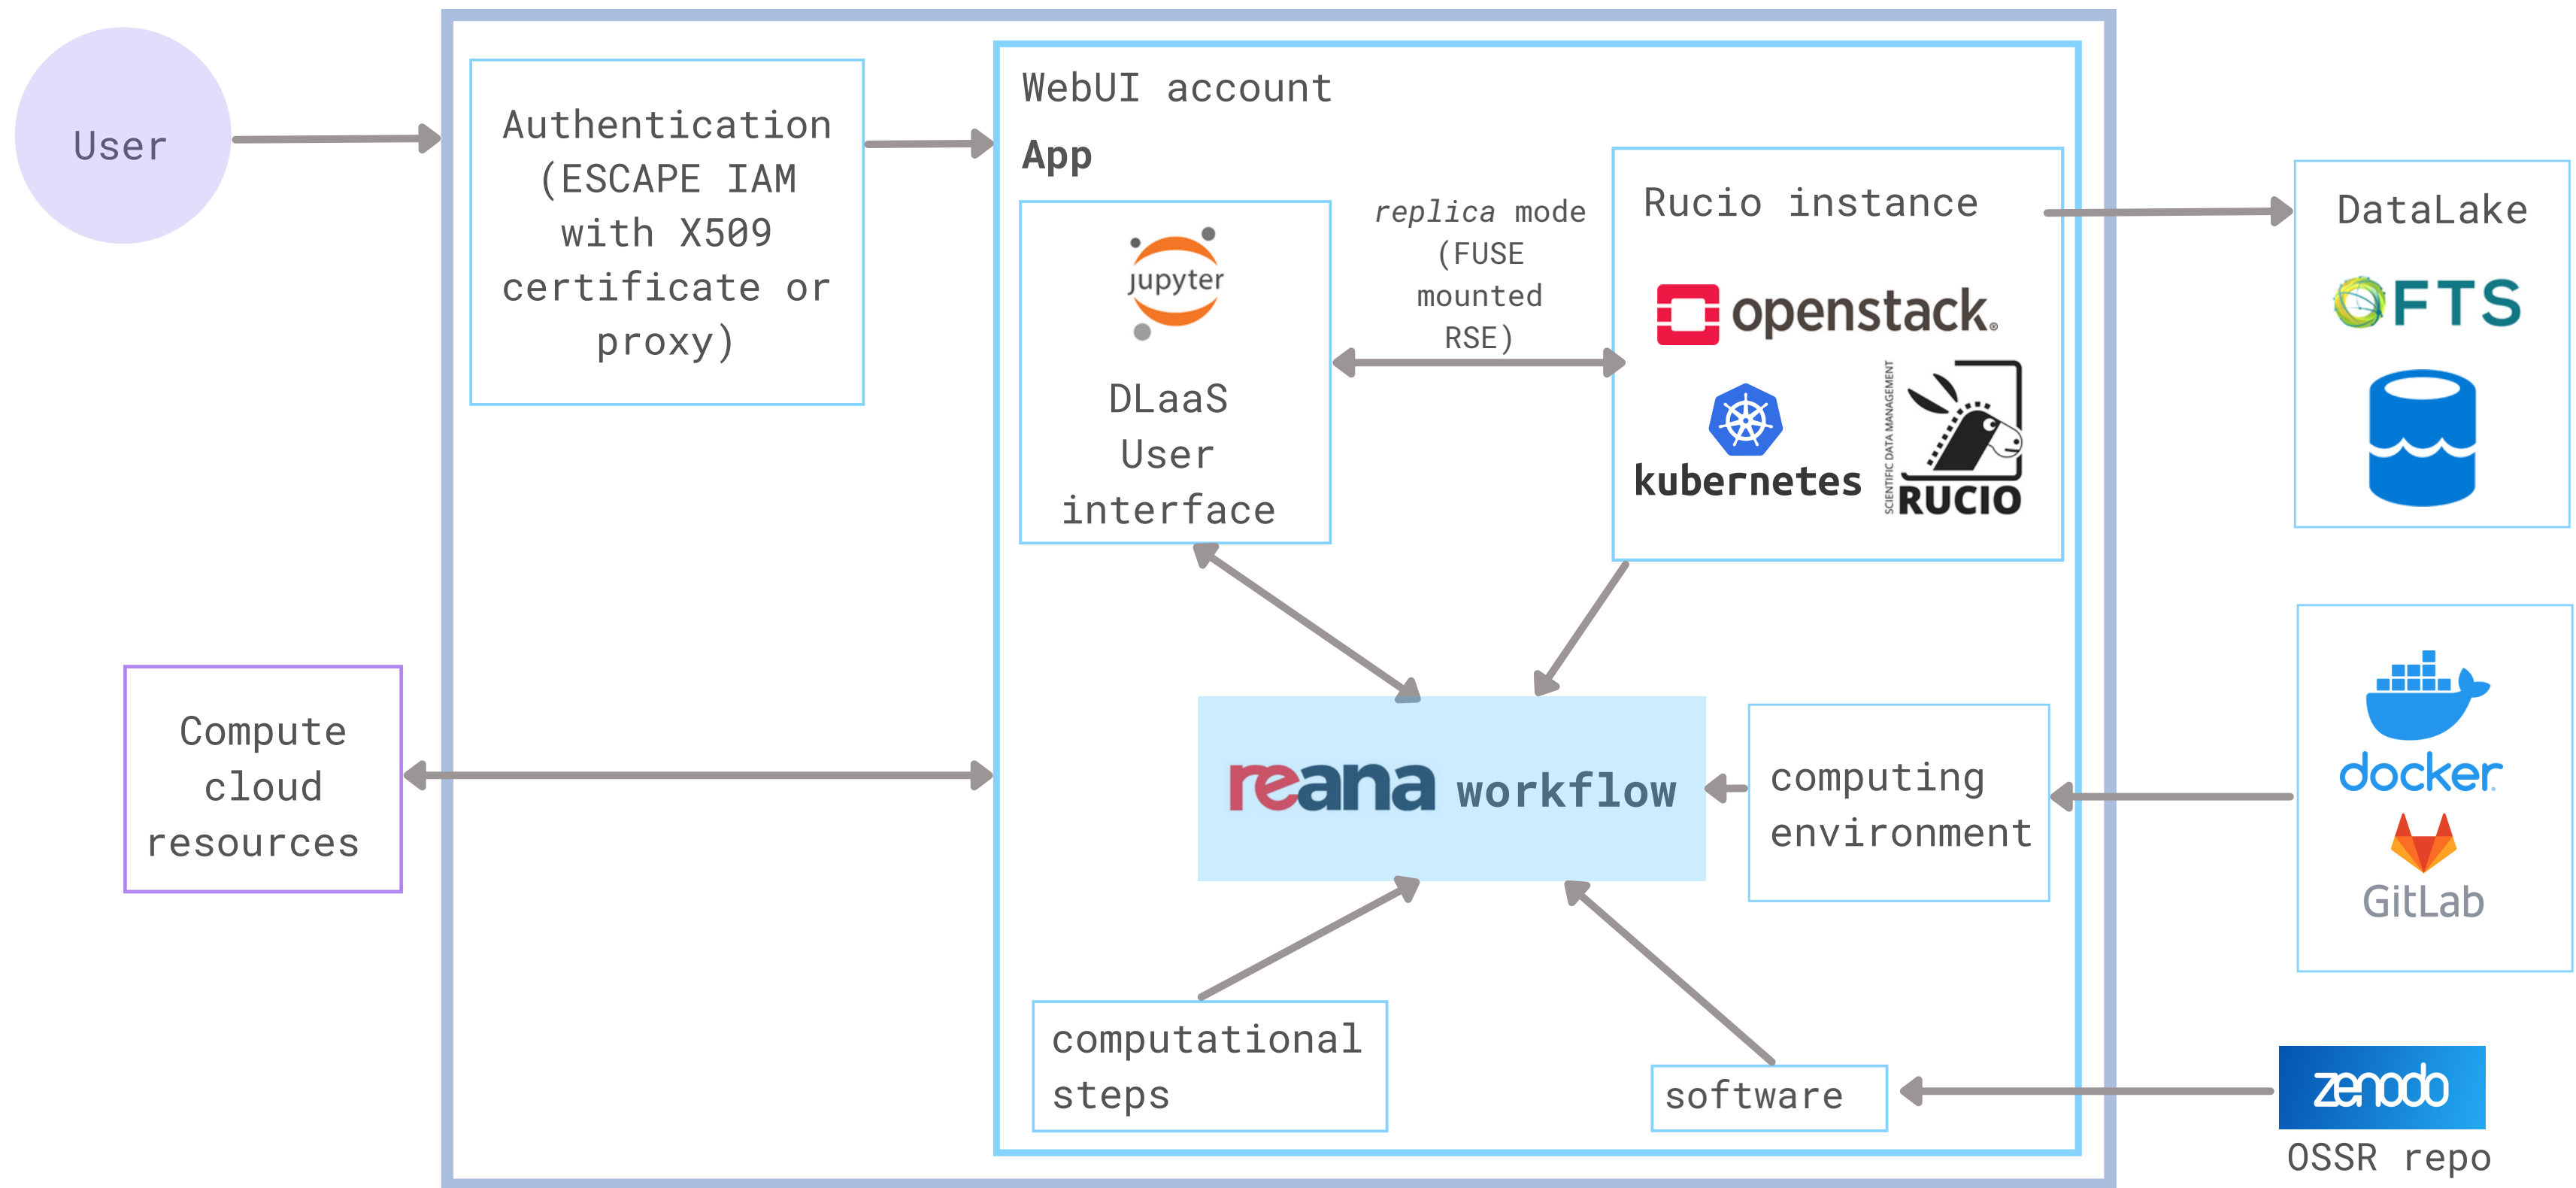 User
Authentication
(ESCAPE IAM
with X509
certificate or
proxy)
WebUI account
App
jupyter
DLaaS
User
interface
replica mode
(FUSE
mounted
RSE)
Rucio instance
openstack.
kubernetes
SCIENTIFIC DATA MANAGEMENT
RUCIO
DataLake
FTS
Compute
cloud
resources
reana workflow
computing
environment
docker
GitLab
computational
steps
software
zenodo
OSSR repo